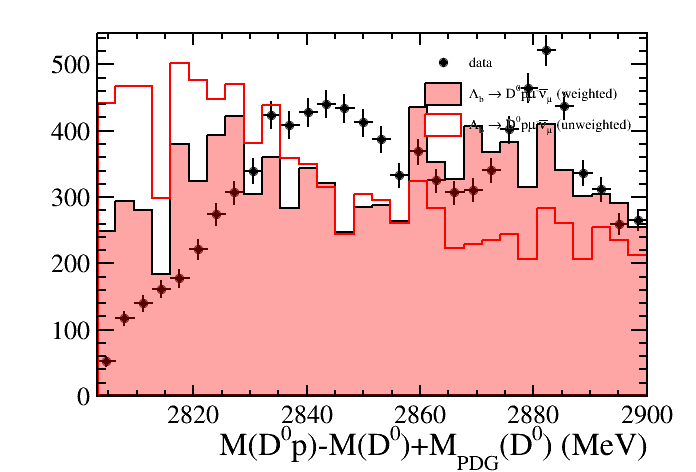 500
400
300
200
100
0
data
Λb → D⁰pμ ν̄μ (weighted)
Λb → D⁰pμ ν̄μ (unweighted)
2820 2840 2860 2880 2900
M(D⁰p)-M(D⁰)+M_PDG(D⁰) (MeV)